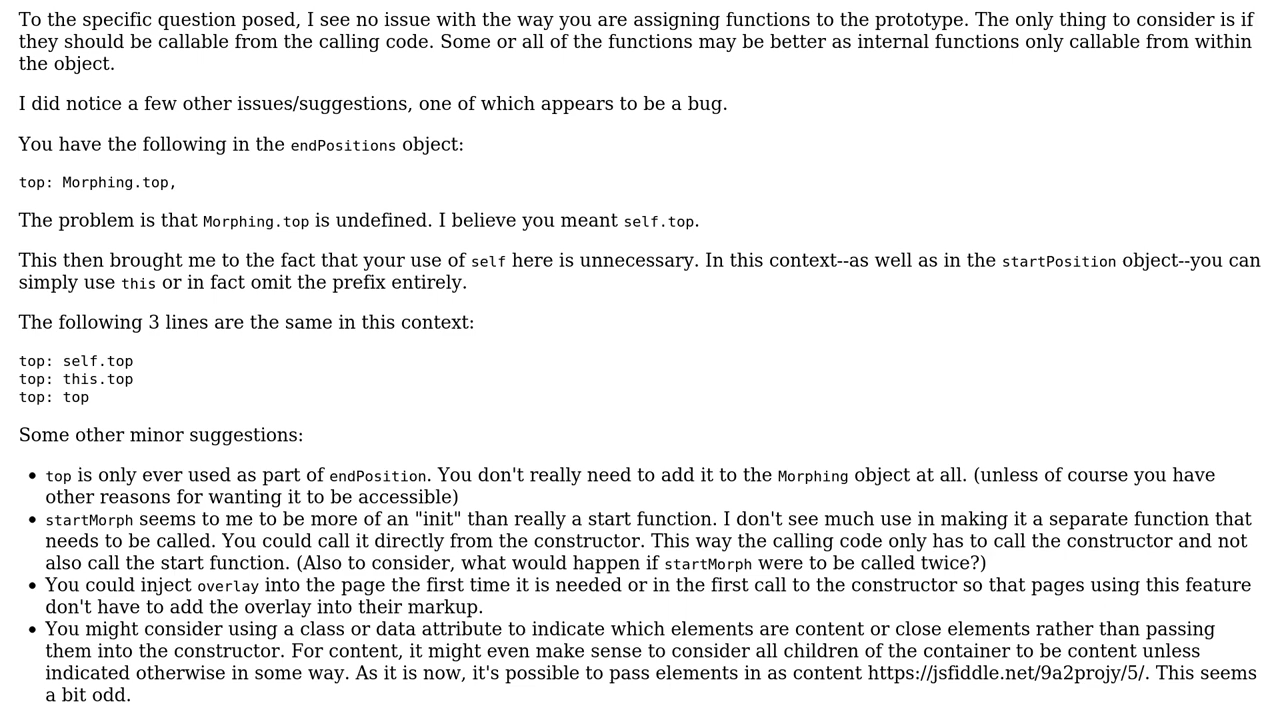 To the specific question posed, I see no issue with the way you are assigning functions to the prototype. The only thing to consider is if
they should be callable from the calling code. Some or all of the functions may be better as internal functions only callable from within
the object.
I did notice a few other issues/suggestions, one of which appears to be a bug.
You have the following in the endPositions object:
top: Morphing.top,
The problem is that Morphing.top is undefined. I believe you meant self.top.
This then brought me to the fact that your use of self here is unnecessary. In this context--as well as in the startPosition object--you can
simply use this or in fact omit the prefix entirely.
The following 3 lines are the same in this context:
top: self.top
top: this.top
top: top
Some other minor suggestions:
• top is only ever used as part of endPosition. You don't really need to add it to the Morphing object at all. (unless of course you have
other reasons for wanting it to be accessible)
• startMorph seems to me to be more of an "init" than really a start function. I don't see much use in making it a separate function that
needs to be called. You could call it directly from the constructor. This way the calling code only has to call the constructor and not
also call the start function. (Also to consider, what would happen if startMorph were to be called twice?)
• You could inject overlay into the page the first time it is needed or in the first call to the constructor so that pages using this feature
don't have to add the overlay into their markup.
• You might consider using a class or data attribute to indicate which elements are content or close elements rather than passing
them into the constructor. For content, it might even make sense to consider all children of the container to be content unless
indicated otherwise in some way. As it is now, it's possible to pass elements in as content https://jsfiddle.net/9a2projy/5/. This seems
a bit odd.